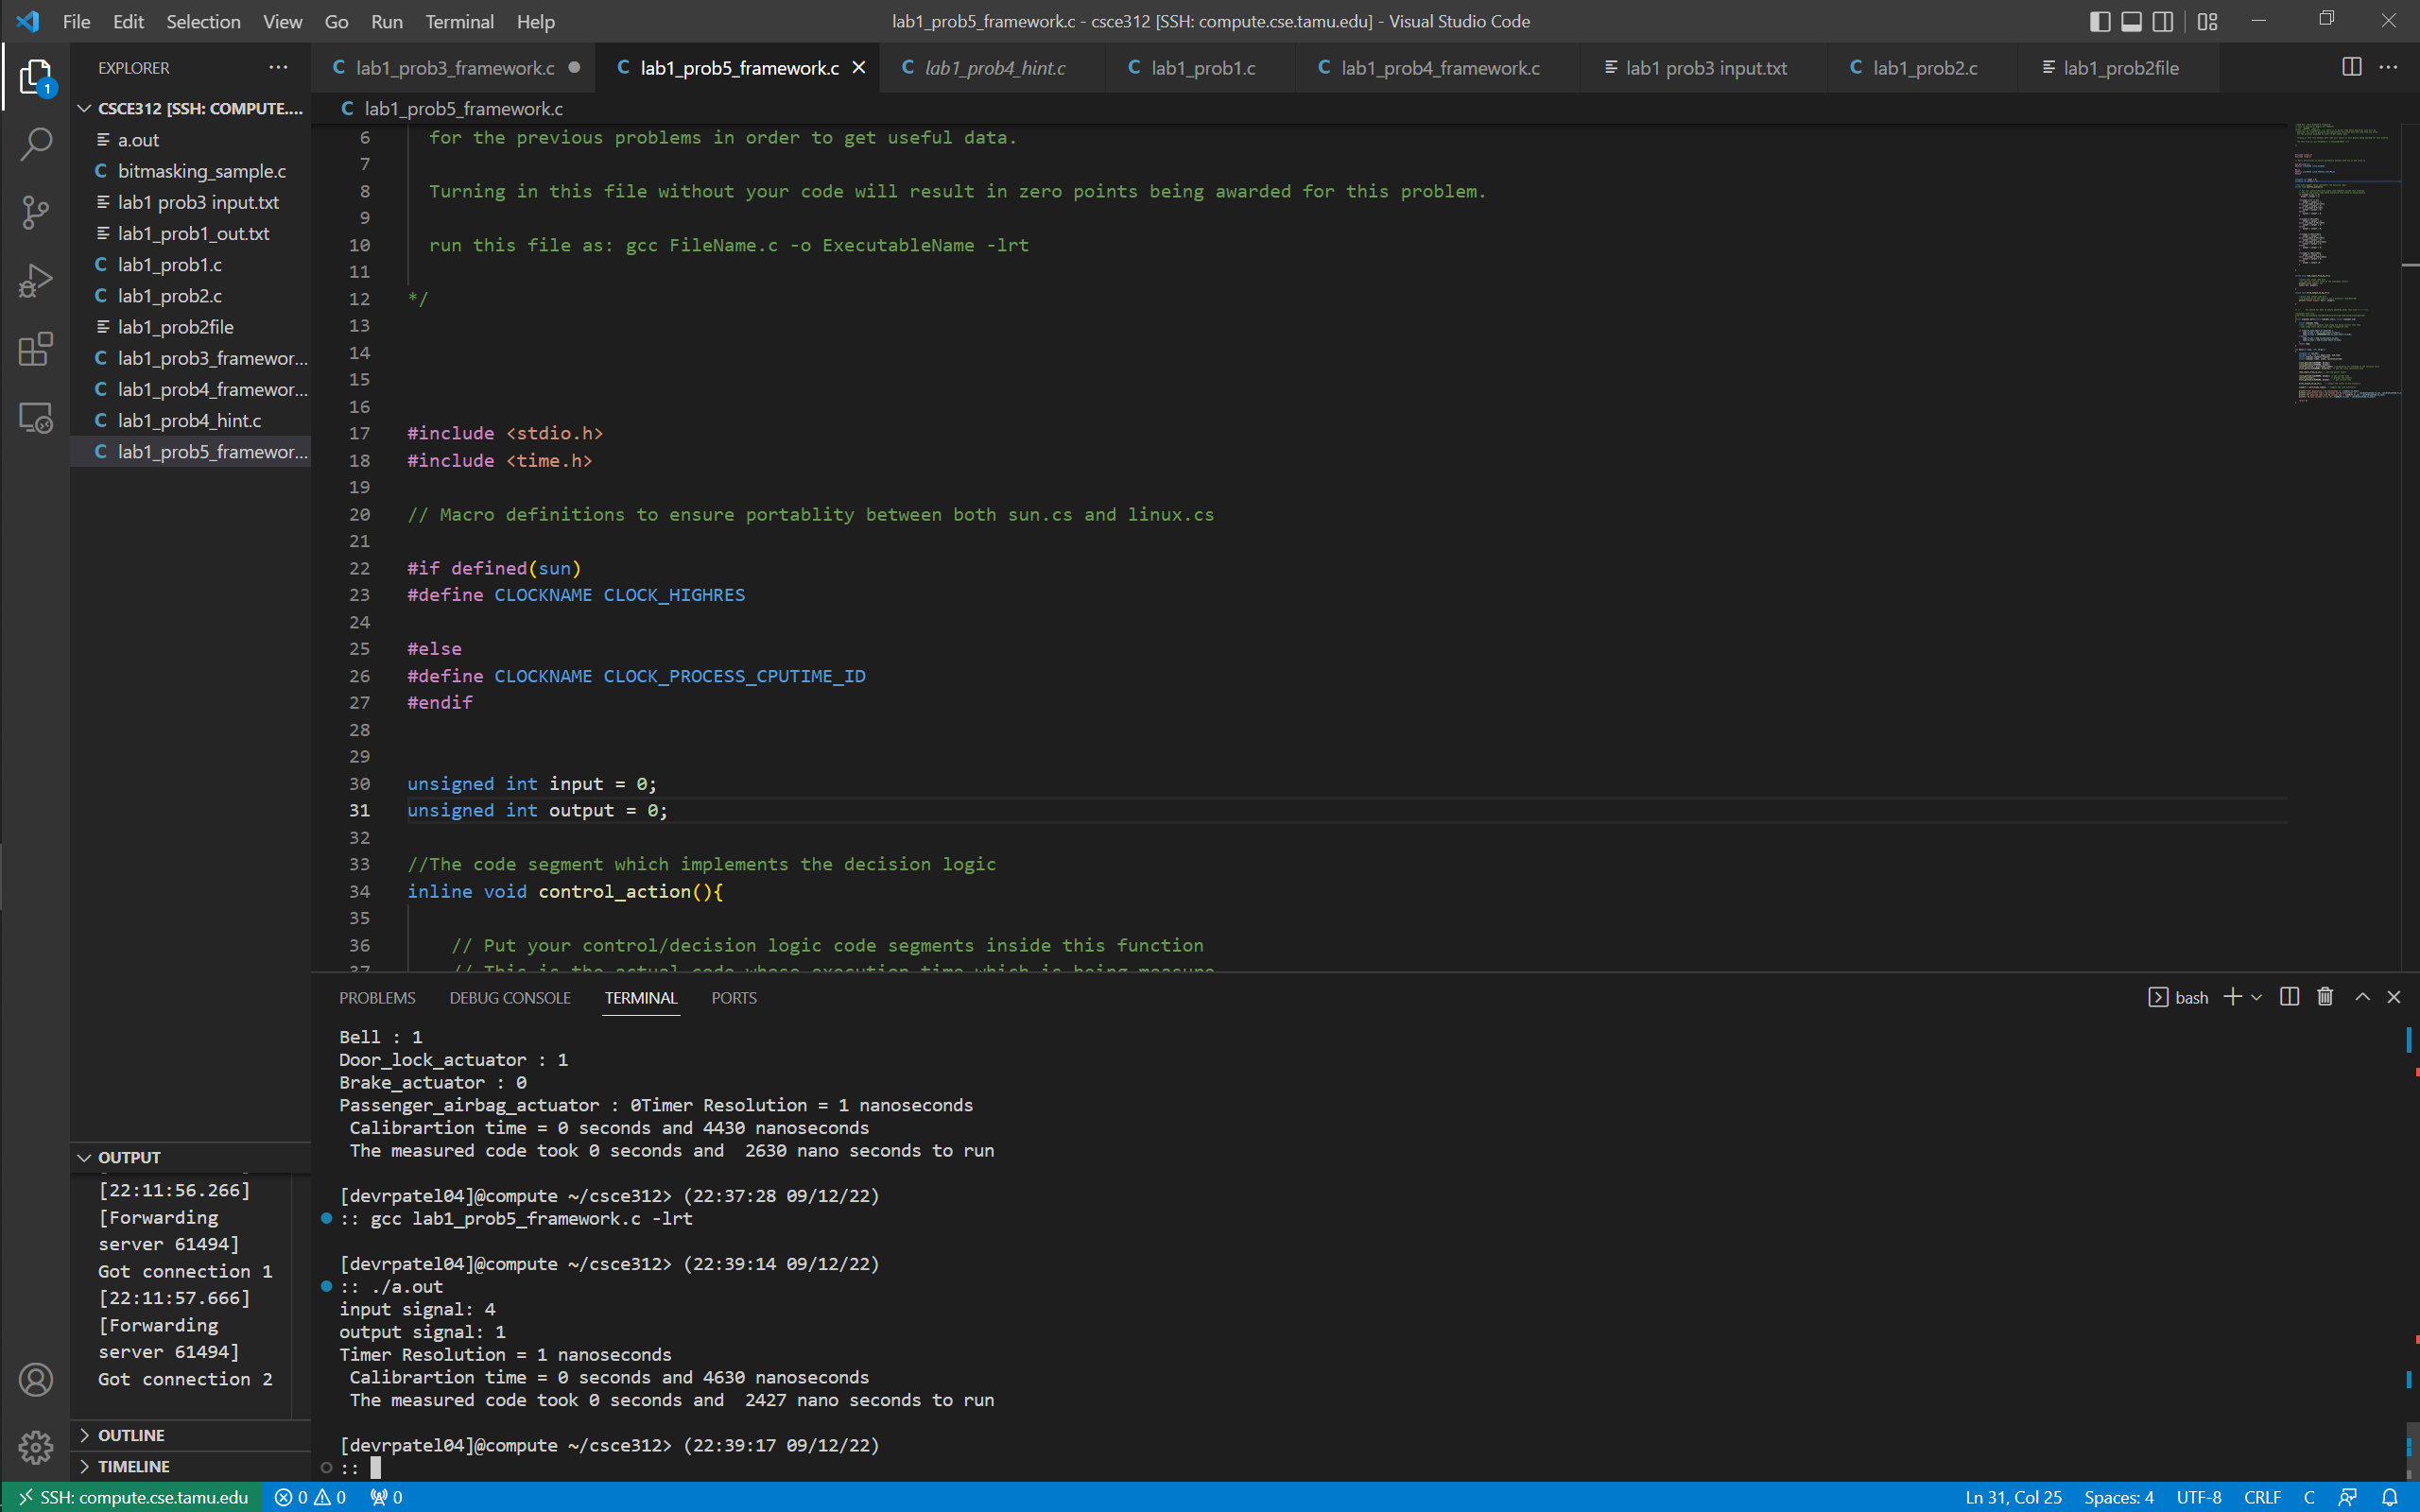 File Edit Selection View Go Run Terminal Help
lab1_prob5_framework.c - csce312 [SSH: compute.cse.tamu.edu] - Visual Studio Code
EXPLORER
lab1_prob3_framework.c
lab1_prob5_framework.c
lab1_prob4_hint.c
lab1_prob1.c
lab1_prob4_framework.c
lab1 prob3 input.txt
lab1_prob2.c
lab1_prob2file
1
CSCE312 [SSH: COMPUTE....
a.out
bitmasking_sample.c
lab1 prob3 input.txt
lab1_prob1_out.txt
lab1_prob1.c
lab1_prob2.c
lab1_prob2file
lab1_prob3_framewor...
lab1_prob4_framewor...
lab1_prob4_hint.c
lab1_prob5_framewor...
OUTPUT
[22:11:56.266]
[Forwarding
server 61494]
Got connection 1
[22:11:57.666]
[Forwarding
server 61494]
Got connection 2
OUTLINE
TIMELINE
lab1_prob5_framework.c
6 for the previous problems in order to get useful data.
7
8 Turning in this file without your code will result in zero points being awarded for this problem.
9
10 run this file as: gcc FileName.c -o ExecutableName -lrt
11
12 */
13
14
15
16
17 #include <stdio.h>
18 #include <time.h>
19
20 // Macro definitions to ensure portablity between both sun.cs and linux.cs
21
22 #if defined(sun)
23 #define CLOCKNAME CLOCK_HIGHRES
24
25 #else
26 #define CLOCKNAME CLOCK_PROCESS_CPUTIME_ID
27 #endif
28
29
30 unsigned int input = 0;
31 unsigned int output = 0;
32
33 //The code segment which implements the decision logic
34 inline void control_action(){
35
36 // Put your control/decision logic code segments inside this function
37 // This is the actual code whose execution time which is being measure
PROBLEMS DEBUG CONSOLE TERMINAL PORTS
bash
Bell : 1
Door_lock_actuator : 1
Brake_actuator : 0
Passenger_airbag_actuator : 0Timer Resolution = 1 nanoseconds
Calibrartion time = 0 seconds and 4430 nanoseconds
The measured code took 0 seconds and 2630 nano seconds to run
[devrpatel04]@compute ~/csce312> (22:37:28 09/12/22)
:: gcc lab1_prob5_framework.c -lrt
[devrpatel04]@compute ~/csce312> (22:39:14 09/12/22)
:: ./a.out
input signal: 4
output signal: 1
Timer Resolution = 1 nanoseconds
Calibrartion time = 0 seconds and 4630 nanoseconds
The measured code took 0 seconds and 2427 nano seconds to run
[devrpatel04]@compute ~/csce312> (22:39:17 09/12/22)
::
SSH: compute.cse.tamu.edu 0 0 0
Ln 31, Col 25 Spaces: 4 UTF-8 CRLF C